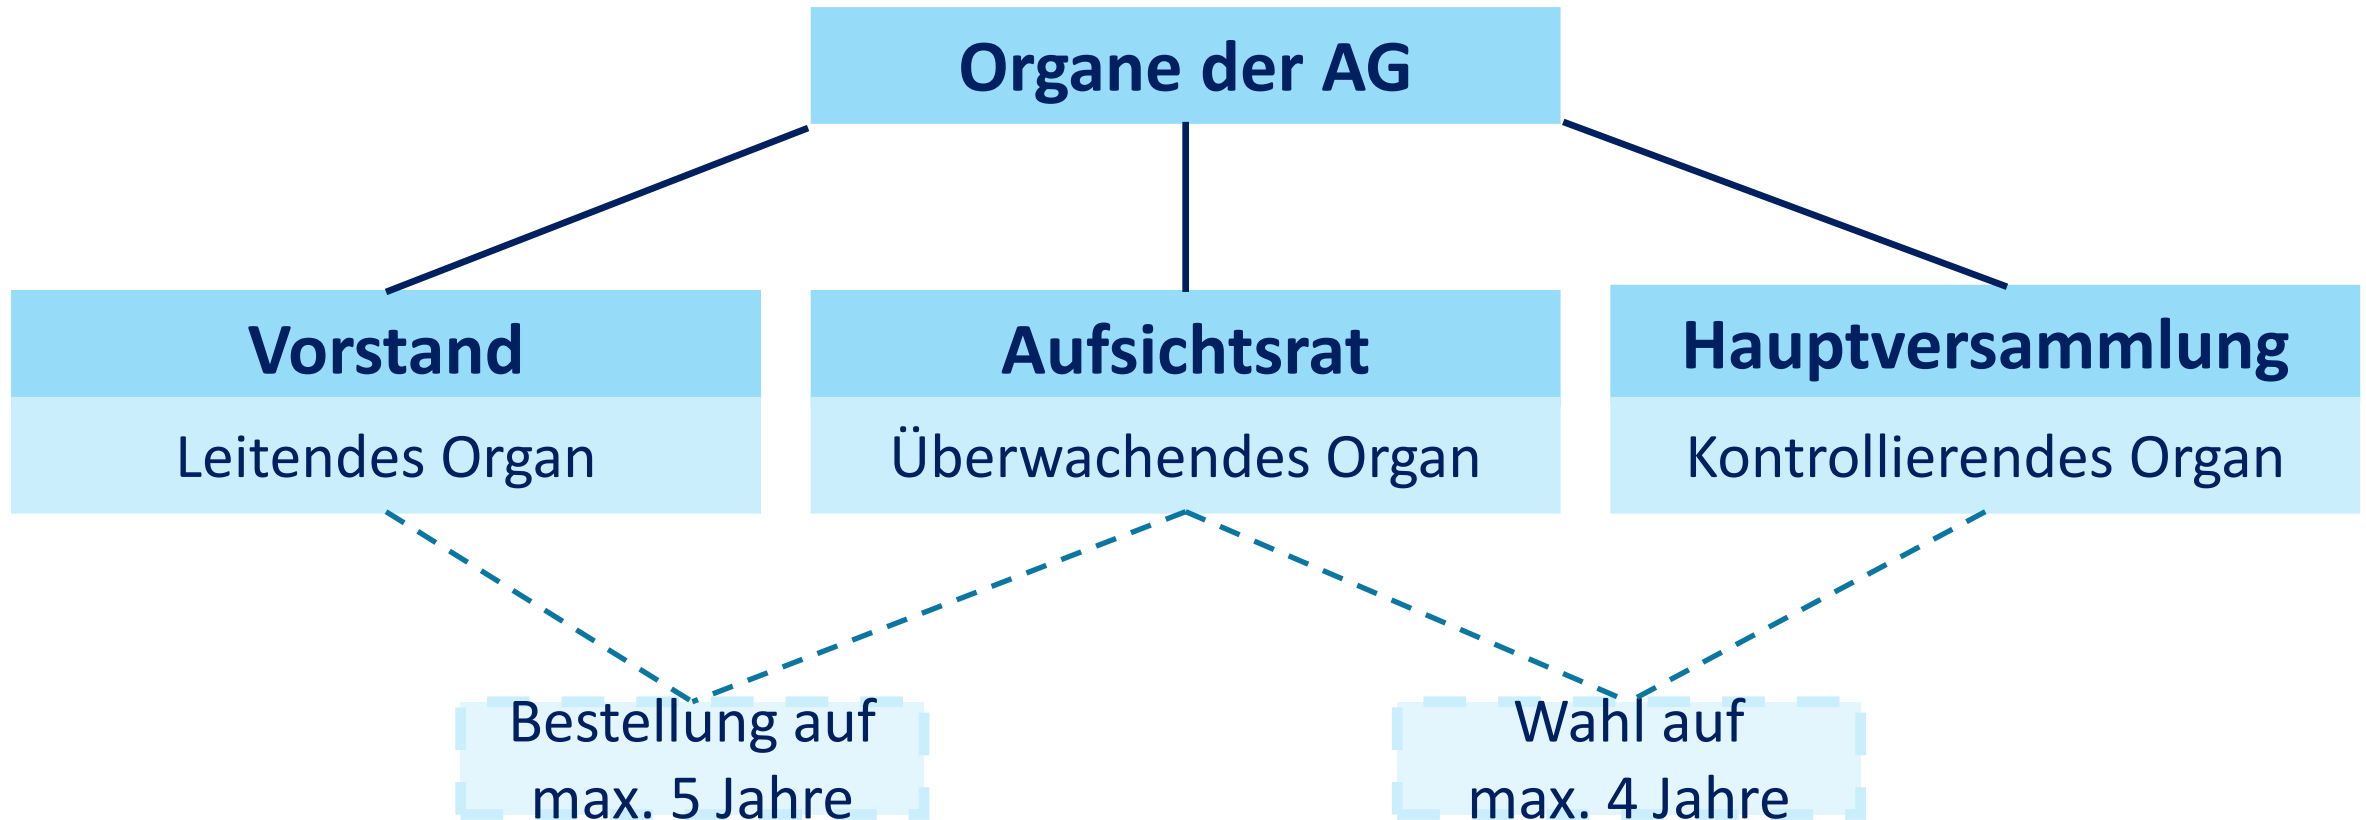 Organe der AG
Vorstand
Leitendes Organ
Aufsichtsrat
Überwachendes Organ
Hauptversammlung
Kontrollierendes Organ
Bestellung auf
max. 5 Jahre
Wahl auf
max. 4 Jahre